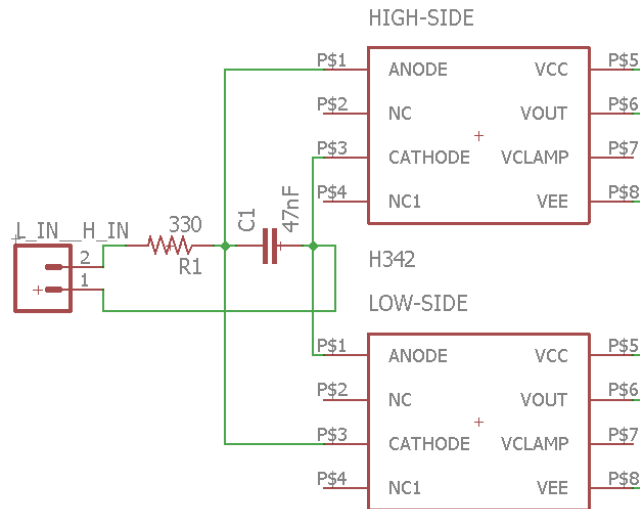 HIGH-SIDE
P$1 ANODE VCC P$5
P$2 NC VOUT P$6
P$3 CATHODE VCLAMP P$7
P$4 NC1 VEE P$8
L_IN__H_IN
2
1
330
R1
C1
47nF
H342
LOW-SIDE
P$1 ANODE VCC P$5
P$2 NC VOUT P$6
P$3 CATHODE VCLAMP P$7
P$4 NC1 VEE P$8